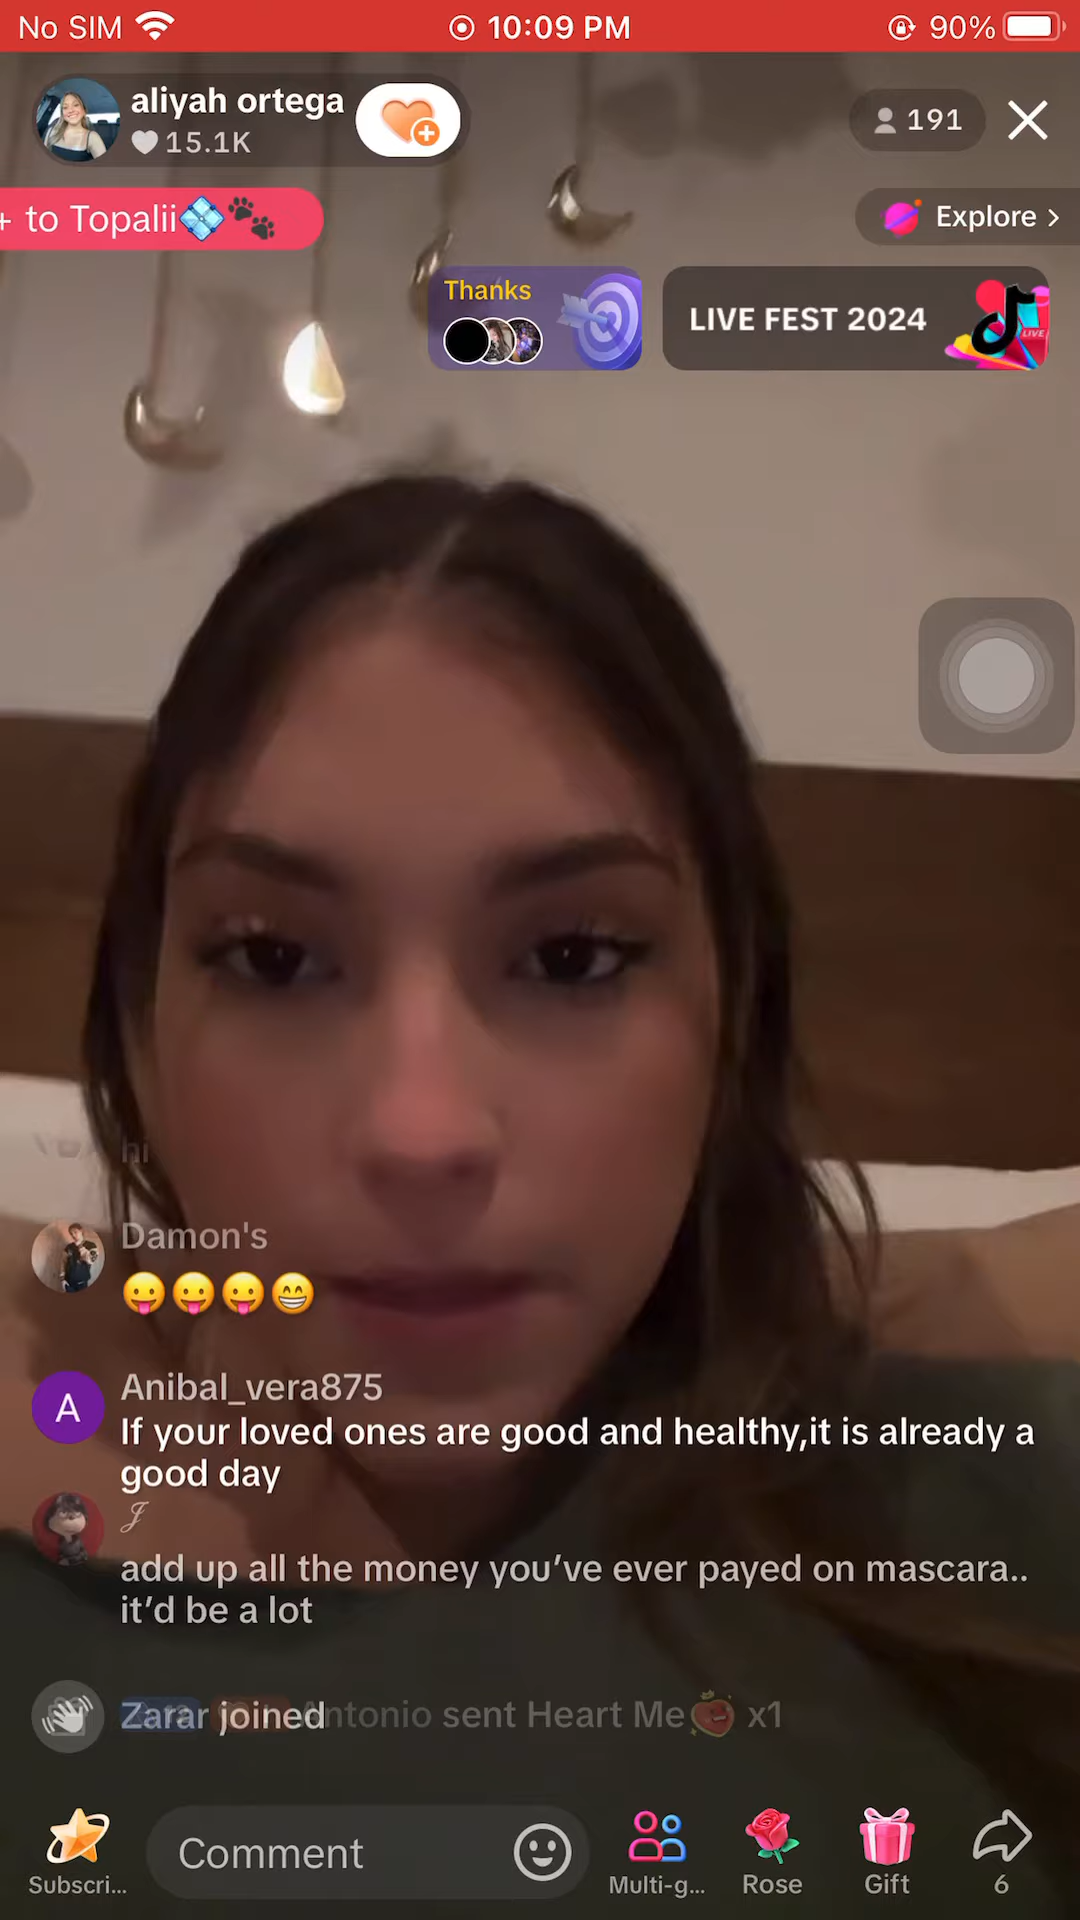 No SIM 10:09 PM 90%
aliyah ortega
15.1K
191
+ to Topalii
Explore >
Thanks
LIVE FEST 2024
LIVE
hi
Damon's
A
Anibal_vera875
If your loved ones are good and healthy,it is already a
good day
J
add up all the money you've ever payed on mascara..
it'd be a lot
Zarar joined
ntonio sent Heart Me x1
Comment
Subscri...
Multi-g...
Rose
Gift
6